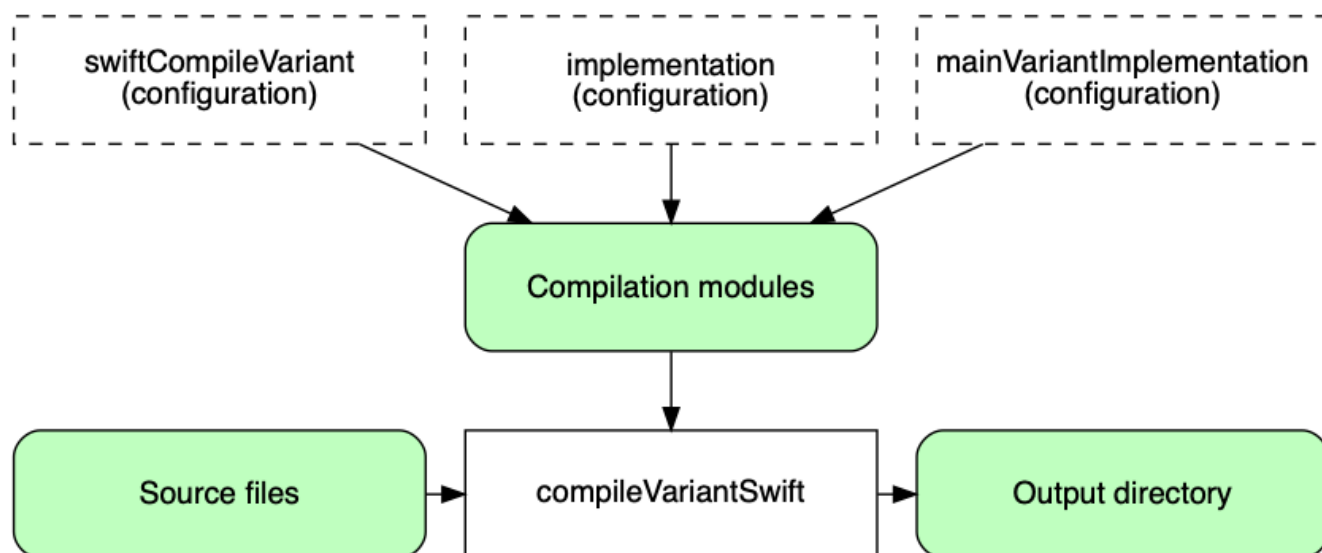 swiftCompileVariant
(configuration)
implementation
(configuration)
mainVariantImplementation
(configuration)
Compilation modules
Source files
compileVariantSwift
Output directory